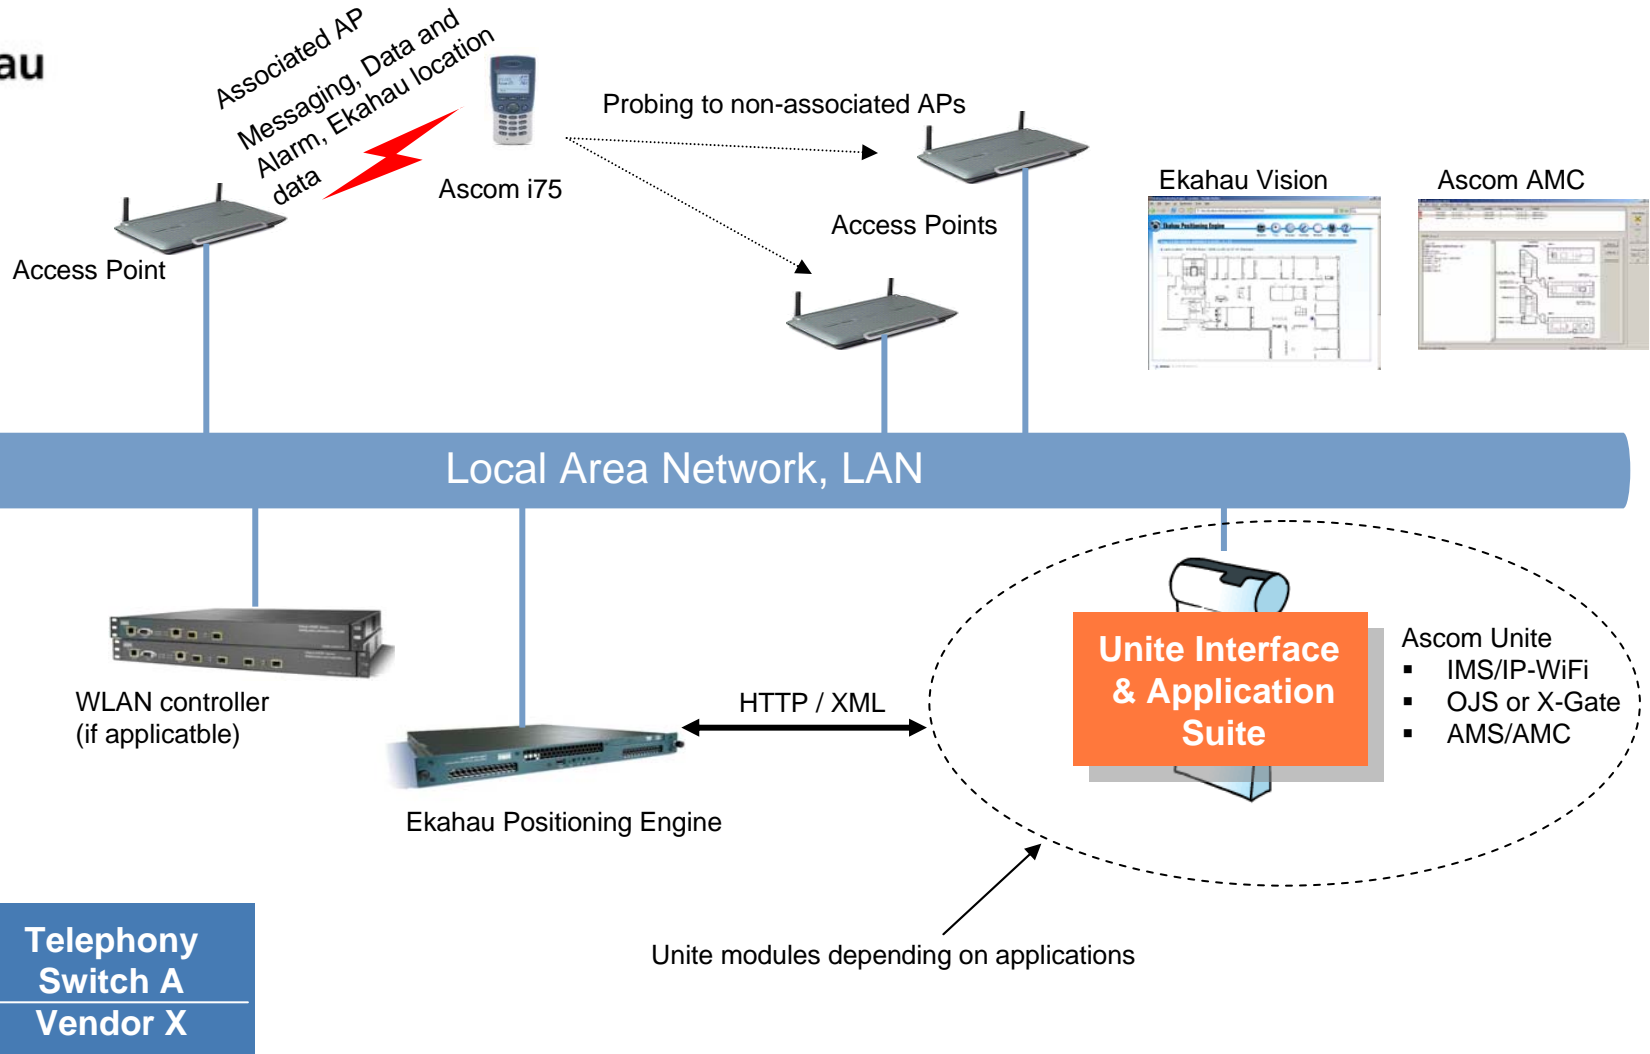 au
Associated AP
Messaging, Data and
Alarm, Ekahau location
data
Ascom i75
Probing to non-associated APs
Access Point
Access Points
Ekahau Vision
Ascom AMC
Ekahau Positioning Engine
Local Area Network, LAN
WLAN controller
(if applicatble)
HTTP / XML
Ekahau Positioning Engine
Unite Interface
& Application
Suite
Ascom Unite
▪ IMS/IP-WiFi
▪ OJS or X-Gate
▪ AMS/AMC
Unite modules depending on applications
Telephony
Switch A
Vendor X